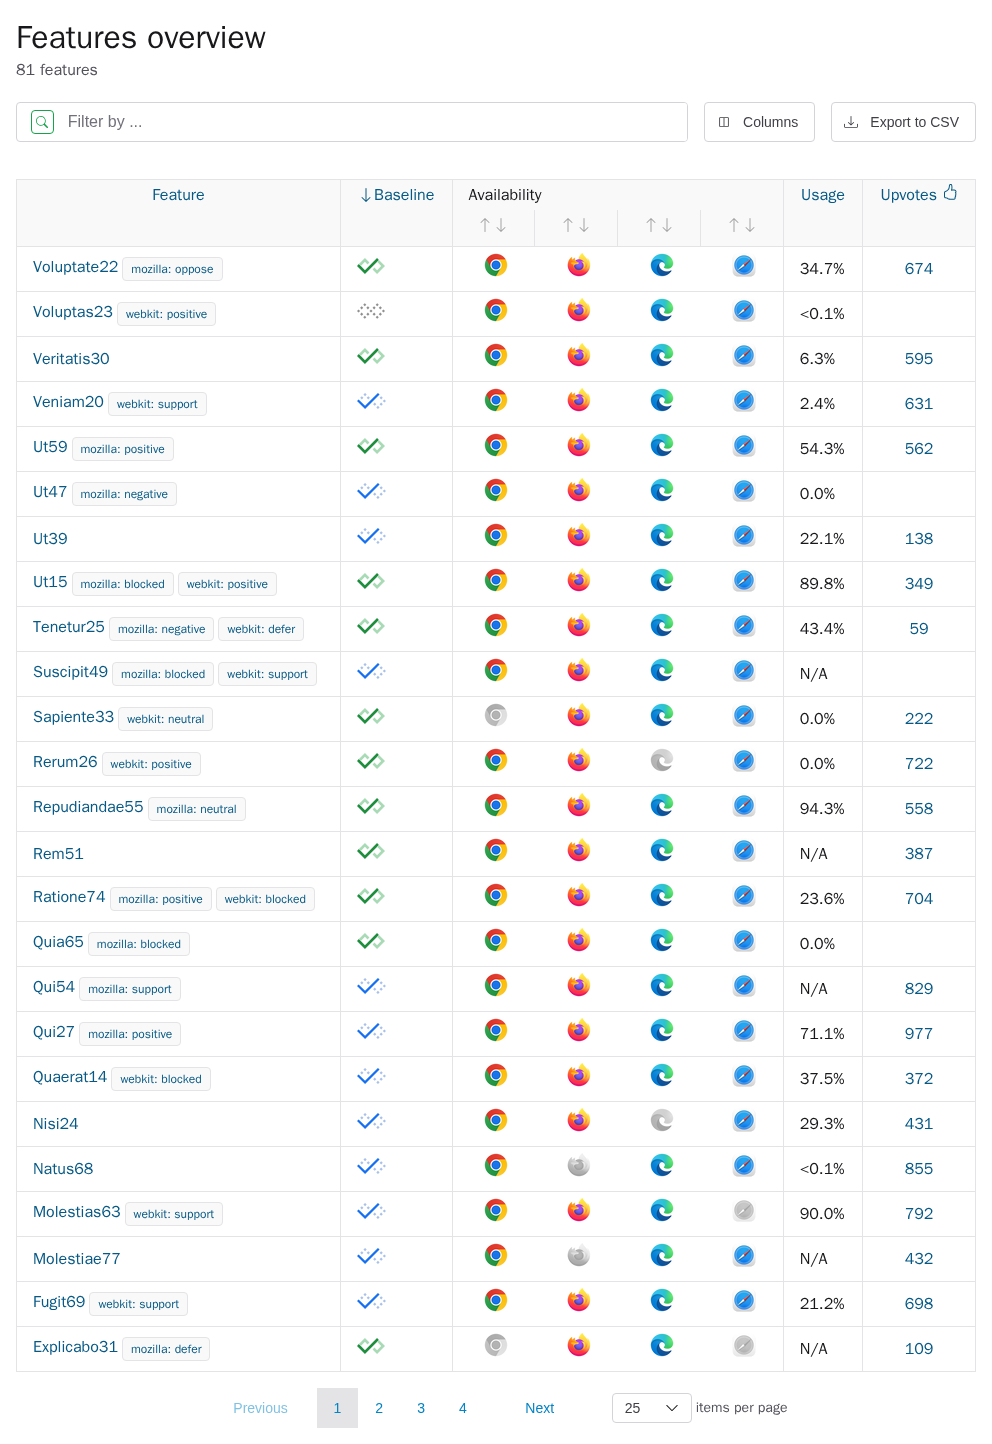 Features overview
81 features
Filter by ...
Columns
Export to CSV
Feature Baseline Availability Usage Upvotes
Voluptate22 mozilla: oppose 34.7% 674
Voluptas23 webkit: positive <0.1%
Veritatis30 6.3% 595
Veniam20 webkit: support 2.4% 631
Ut59 mozilla: positive 54.3% 562
Ut47 mozilla: negative 0.0%
Ut39 22.1% 138
Ut15 mozilla: blocked webkit: positive 89.8% 349
Tenetur25 mozilla: negative webkit: defer 43.4% 59
Suscipit49 mozilla: blocked webkit: support N/A
Sapiente33 webkit: neutral 0.0% 222
Rerum26 webkit: positive 0.0% 722
Repudiandae55 mozilla: neutral 94.3% 558
Rem51 N/A 387
Ratione74 mozilla: positive webkit: blocked 23.6% 704
Quia65 mozilla: blocked 0.0%
Qui54 mozilla: support N/A 829
Qui27 mozilla: positive 71.1% 977
Quaerat14 webkit: blocked 37.5% 372
Nisi24 29.3% 431
Natus68 <0.1% 855
Molestias63 webkit: support 90.0% 792
Molestiae77 N/A 432
Fugit69 webkit: support 21.2% 698
Explicabo31 mozilla: defer N/A 109
Previous 1 2 3 4 Next 25 items per page